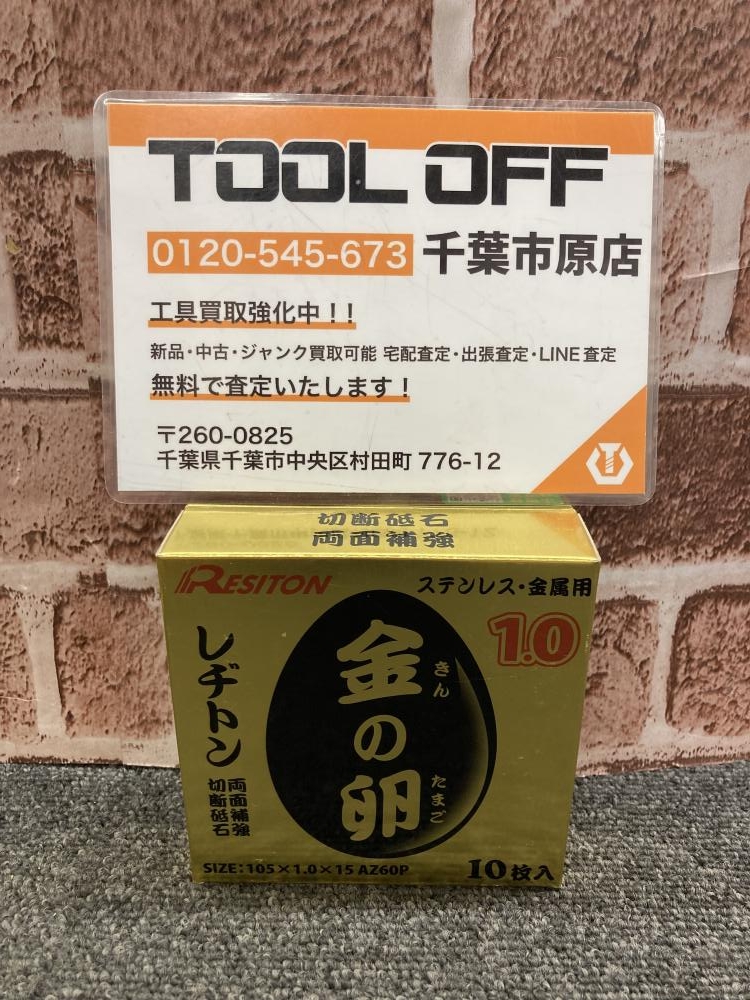 TOOL OFF
0120-545-673 千葉市原店
工具買取強化中！！
新品・中古・ジャンク買取可能 宅配査定・出張査定・LINE査定
無料で査定いたします！
〒260-0825
千葉県千葉市中央区村田町 776-12
切断砥石
両面補強
RESITON
ステンレス・金属用
1.0
レヂトン
両面補強
切断砥石
金の卵
きん
たまご
SIZE:105×1.0×15 AZ60P
10枚入